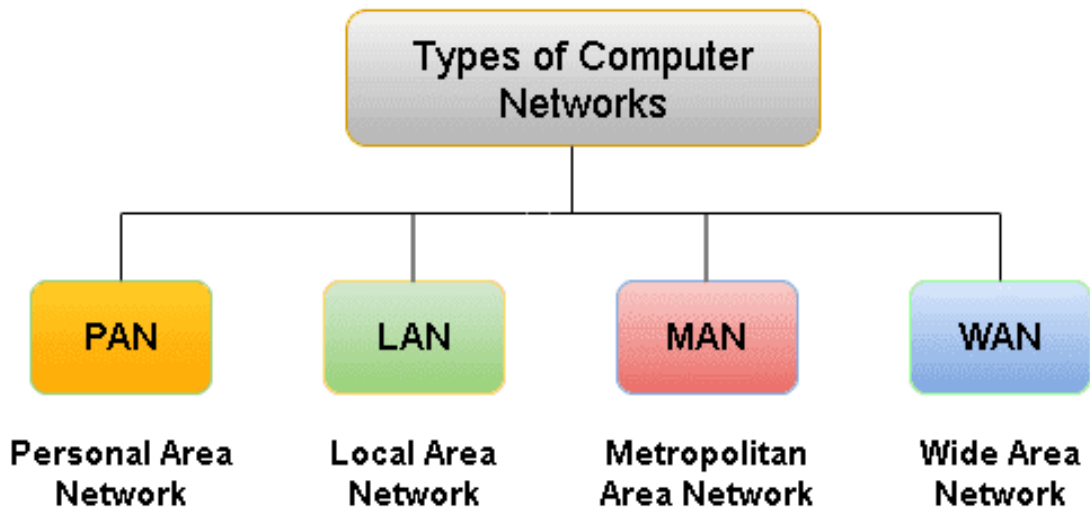 Types of Computer
Networks
PAN
LAN
MAN
WAN
Personal Area
Network
Local Area
Network
Metropolitan
Area Network
Wide Area
Network